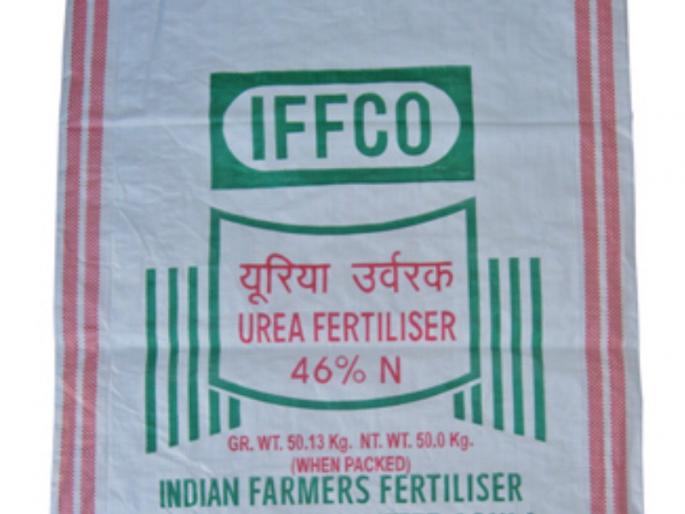 IFFCO
यूरिया उर्वरक
UREA FERTILISER
46% N
GR. WT. 50.13 Kg. NT. WT. 50.0 Kg.
(WHEN PACKED)
INDIAN FARMERS FERTILISER